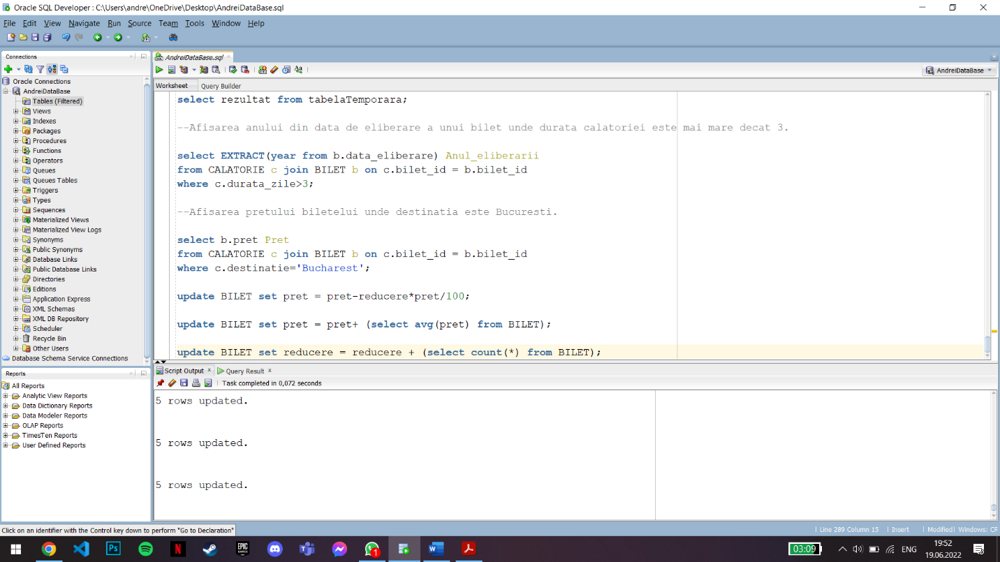 Oracle SQL Developer : C:\Users\andre\OneDrive\Desktop\AndreiDataBase.sql
File Edit View Navigate Run Source Team Tools Window Help
Connections
Oracle Connections
AndreiDataBase
Tables (Filtered)
Views
Indexes
Packages
Procedures
Functions
Operators
Queues
Queues Tables
Triggers
Types
Sequences
Materialized Views
Materialized View Logs
Synonyms
Public Synonyms
Database Links
Public Database Links
Directories
Editions
Application Express
XML Schemas
XML DB Repository
Scheduler
Recycle Bin
Other Users
Database Schema Service Connections
Reports
All Reports
Analytic View Reports
Data Dictionary Reports
Data Modeler Reports
OLAP Reports
TimesTen Reports
User Defined Reports
AndreiDataBase.sql
AndreiDataBase
Worksheet Query Builder
select rezultat from tabelaTemporara;
--Afisarea anului din data de eliberare a unui bilet unde durata calatoriei este mai mare decat 3.
select EXTRACT(year from b.data_eliberare) Anul_eliberarii
from CALATORIE c join BILET b on c.bilet_id = b.bilet_id
where c.durata_zile>3;
--Afisarea pretului biletelui unde destinatia este Bucuresti.
select b.pret Pret
from CALATORIE c join BILET b on c.bilet_id = b.bilet_id
where c.destinatie='Bucharest';
update BILET set pret = pret-reducere*pret/100;
update BILET set pret = pret+ (select avg(pret) from BILET);
update BILET set reducere = reducere + (select count(*) from BILET);
Script Output Query Result
Task completed in 0,072 seconds
5 rows updated.
5 rows updated.
5 rows updated.
Click on an identifier with the Control key down to perform "Go to Declaration"
Line 289 Column 15 Insert Modified Windows: CF
Ps
EPIC GAMES
1
03:09
ENG
19:52
19.06.2022